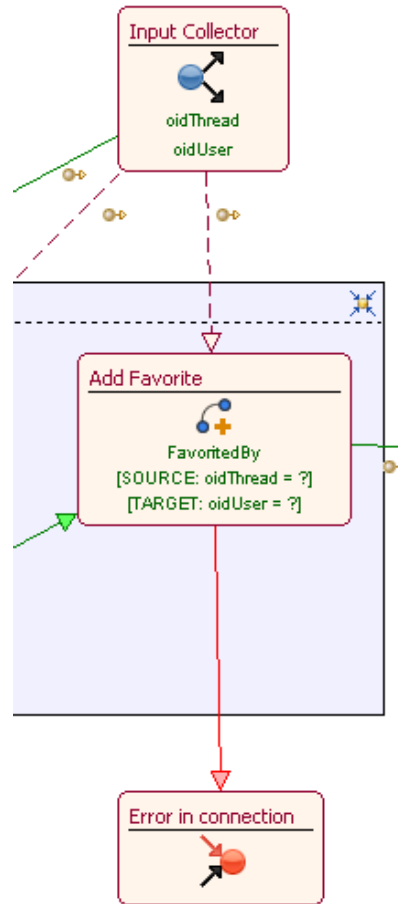 Input Collector
oidThread
oidUser
Add Favorite
FavoritedBy
[SOURCE: oidThread = ?]
[TARGET: oidUser = ?]
Error in connection